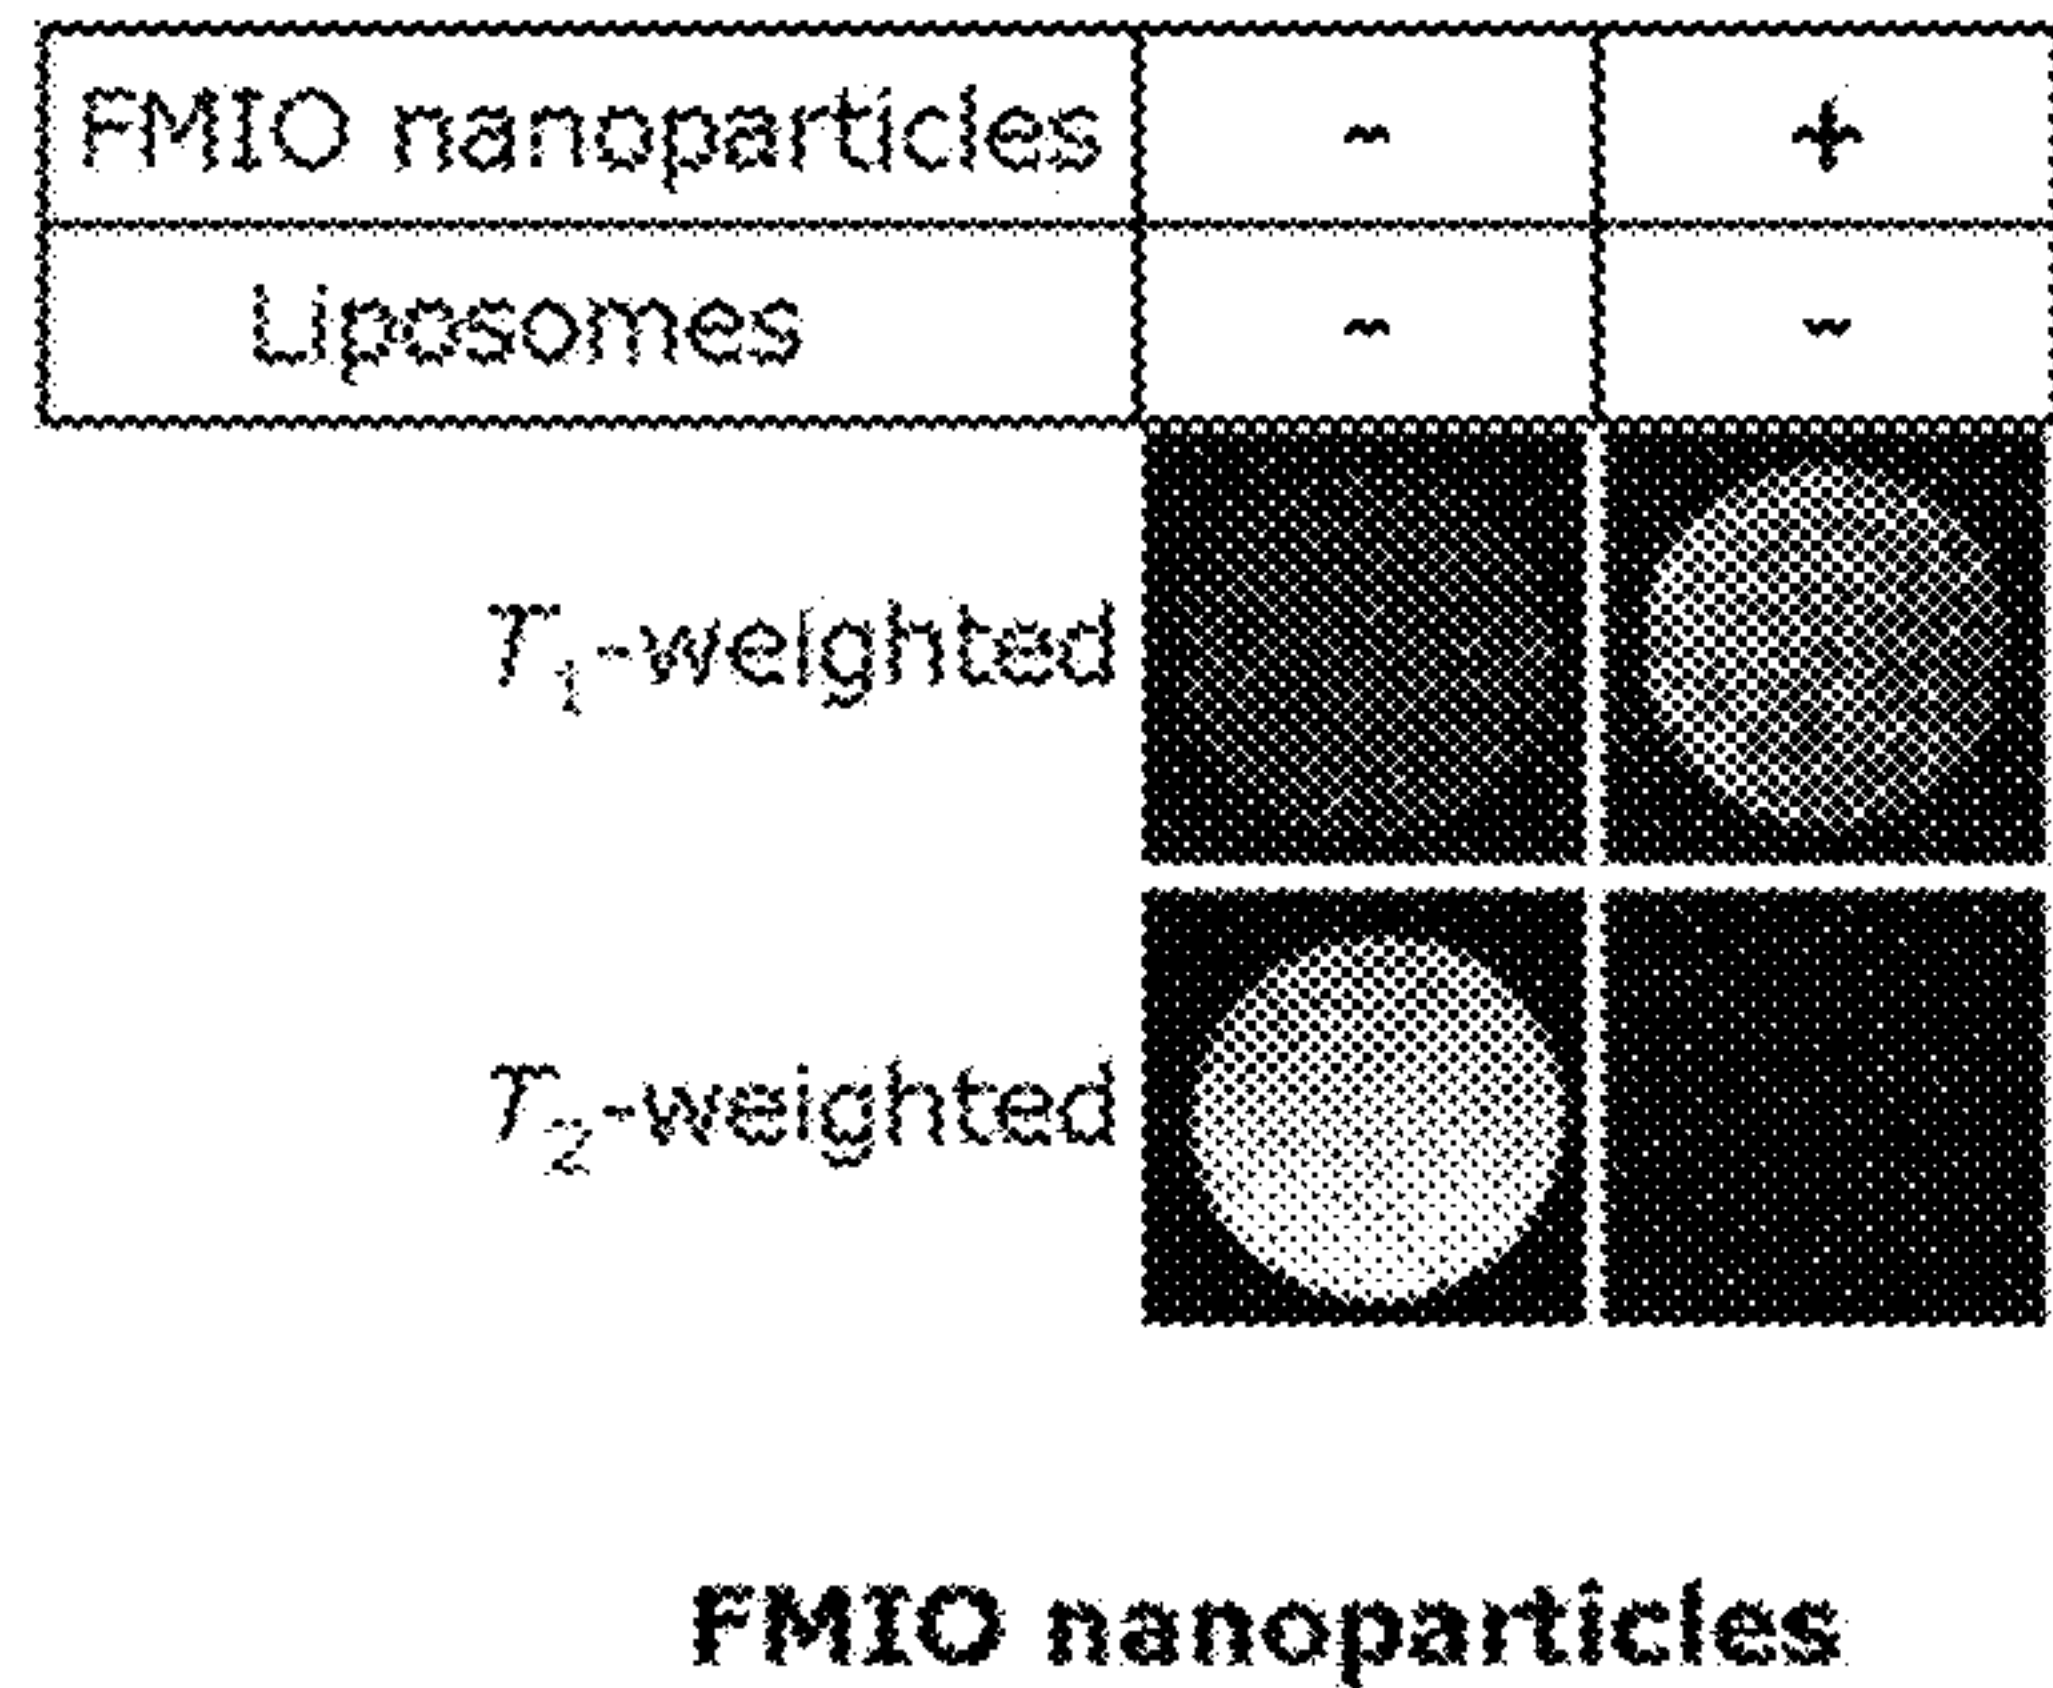 FMIO nanoparticles - +
Liposomes - -
T1-weighted
T2-weighted
FMIO nanoparticles